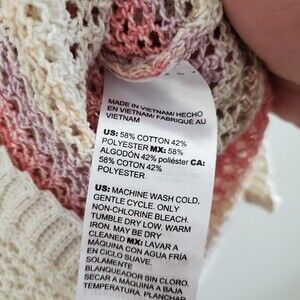 MADE IN VIETNAM/ HECHO
EN VIETNAM/ FABRIQUÉ AU
VIETNAM
US: 58% COTTON 42%
POLYESTER MX: 58%
ALGODÓN 42% poliéster CA:
58% COTON 42%
POLYESTER
US: MACHINE WASH COLD,
GENTLE CYCLE. ONLY
NON-CHLORINE BLEACH.
TUMBLE DRY LOW. WARM
IRON. MAY BE DRY
CLEANED MX: LAVAR A
MÁQUINA CON AGUA FRÍA
EN CICLO SUAVE.
SOLAMENTE
BLANQUEADOR SIN CLORO.
SECAR A MÁQUINA A BAJA
TEMPERATURA. PLANCHAR